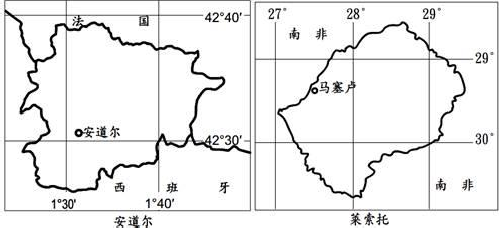 法 国
42°40′
安道尔
42°30′
西 班 牙
1°30′ 1°40′
安道尔
27° 28° 29°
南 非
29°
马塞卢
30°
南 非
莱索托